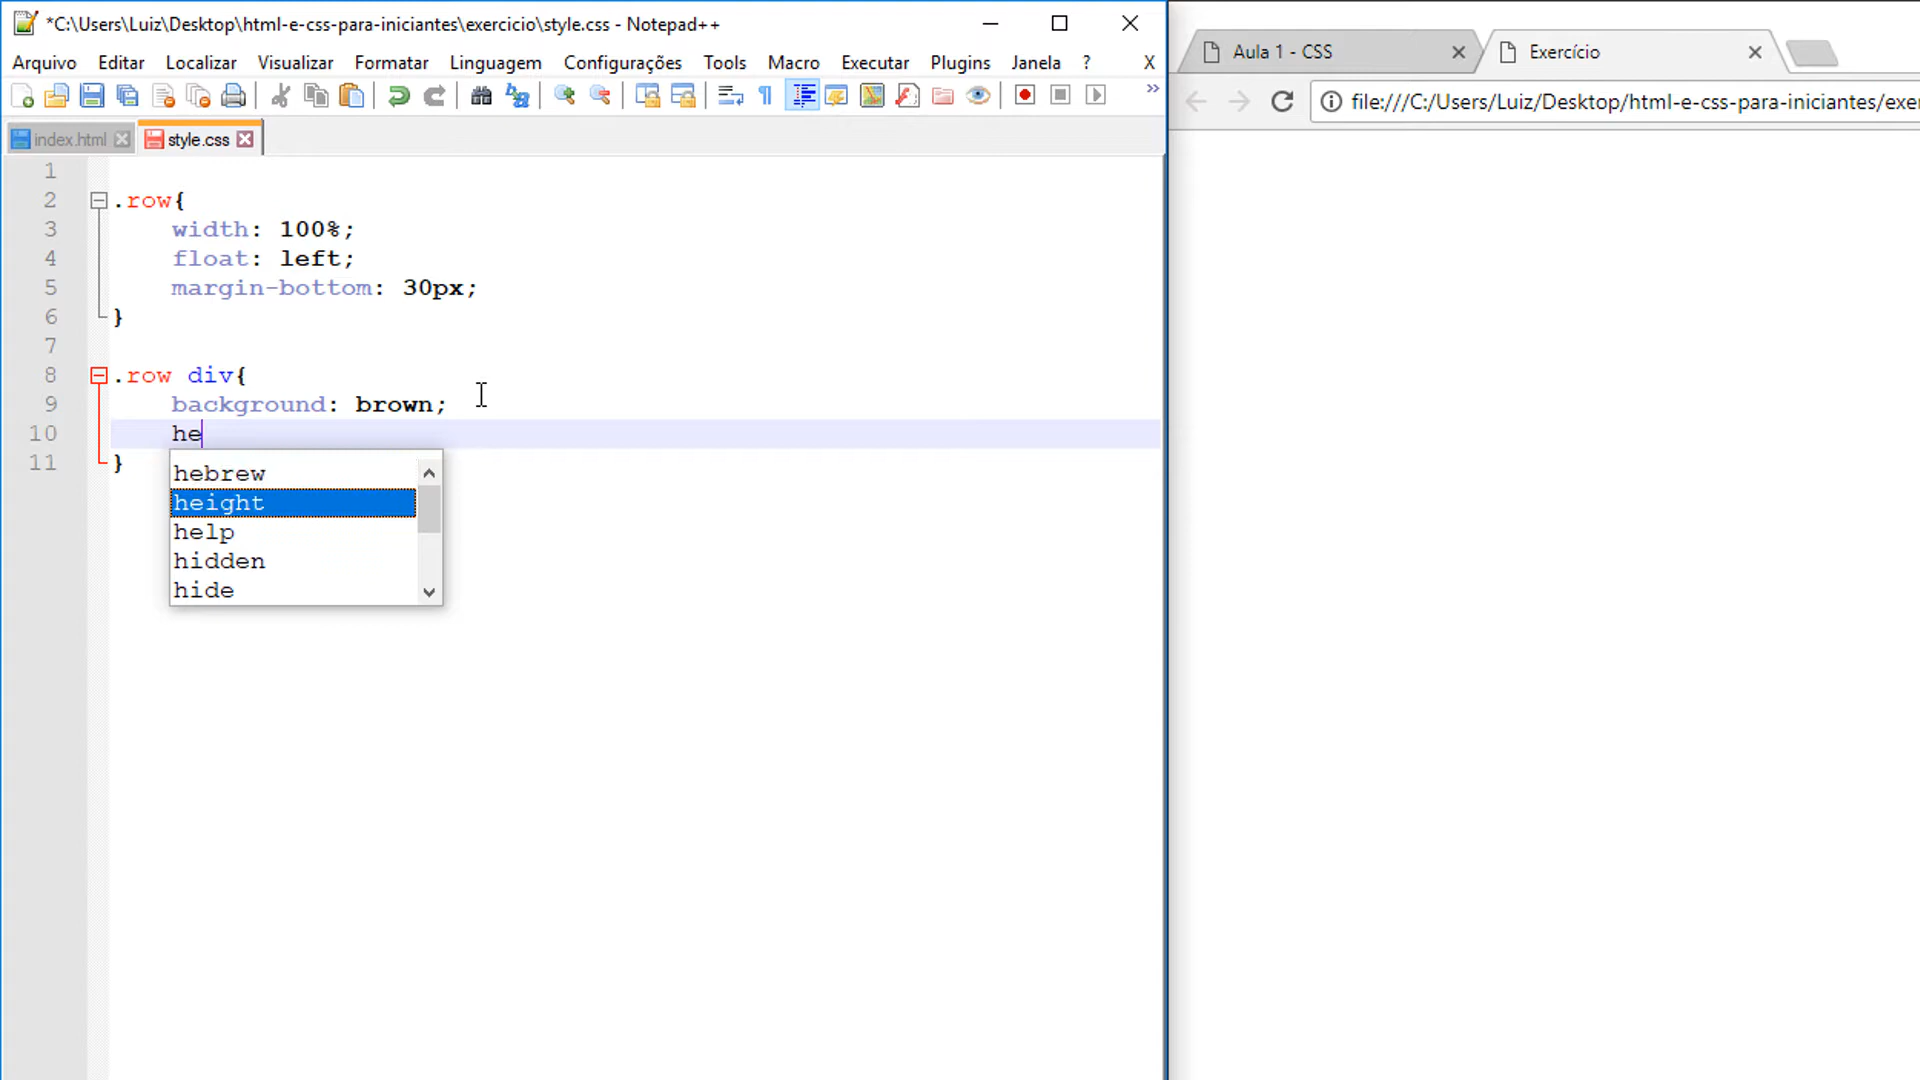 *C:\Users\Luiz\Desktop\html-e-css-para-iniciantes\exercicio\style.css - Notepad++
Arquivo Editar Localizar Visualizar Formatar Linguagem Configurações Tools Macro Executar Plugins Janela ? X
index.html style.css
1
2 .row{
3 width: 100%;
4 float: left;
5 margin-bottom: 30px;
6 }
7
8 .row div{
9 background: brown;
10 he
11 }
hebrew
height
help
hidden
hide
Aula 1 - CSS Exercício
file:///C:/Users/Luiz/Desktop/html-e-css-para-iniciantes/exer